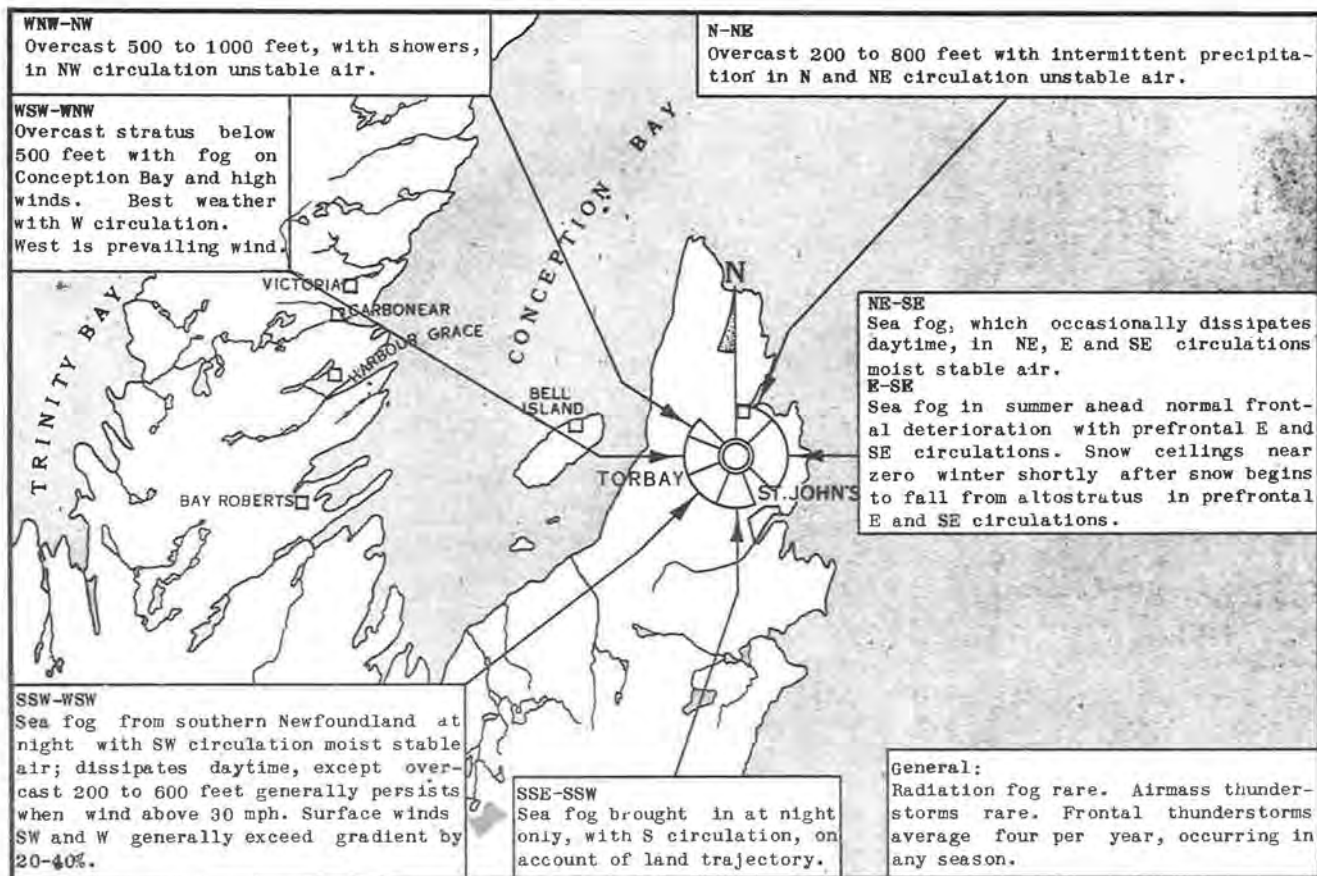 WNW-NW
Overcast 500 to 1000 feet, with showers,
in NW circulation unstable air.
N-NE
Overcast 200 to 800 feet with intermittent precipita-
tion in N and NE circulation unstable air.
WSW-WNW
Overcast stratus below
500 feet with fog on
Conception Bay and high
winds. Best weather
with W circulation.
West is prevailing wind.
CONCEPTION BAY
TRINITY BAY
VICTORIA
CARBONEAR
HARBOUR GRACE
BELL
ISLAND
BAY ROBERTS
N
TORBAY
ST. JOHN'S
NE-SE
Sea fog, which occasionally dissipates
daytime, in NE, E and SE circulations
moist stable air.
E-SE
Sea fog in summer ahead normal front-
al deterioration with prefrontal E and
SE circulations. Snow ceilings near
zero winter shortly after snow begins
to fall from altostratus in prefrontal
E and SE circulations.
SSW-WSW
Sea fog from southern Newfoundland at
night with SW circulation moist stable
air; dissipates daytime, except over-
cast 200 to 600 feet generally persists
when wind above 30 mph. Surface winds
SW and W generally exceed gradient by
20-40%.
SSE-SSW
Sea fog brought in at night
only, with S circulation, on
account of land trajectory.
General:
Radiation fog rare. Airmass thunder-
storms rare. Frontal thunderstorms
average four per year, occurring in
any season.